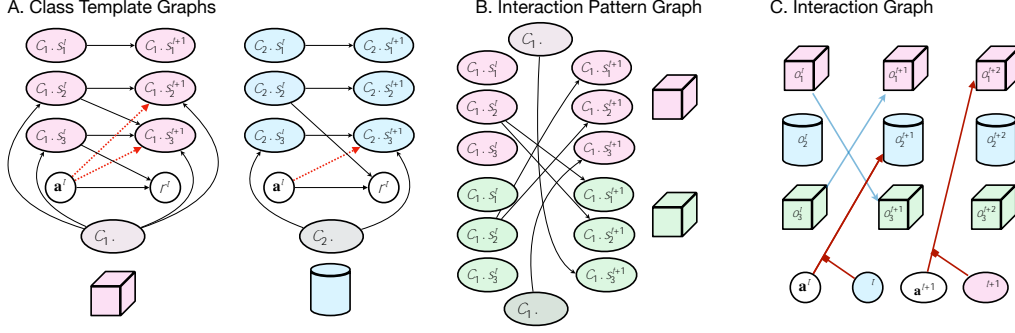 A. Class Template Graphs
B. Interaction Pattern Graph
C. Interaction Graph
C₁. s₁ᵗ
C₁. s₁ᵗ⁺¹
C₁. s₂ᵗ
C₁. s₂ᵗ⁺¹
C₁. s₃ᵗ
C₁. s₃ᵗ⁺¹
aᵗ
rᵗ
C₁.
C₂. s₁ᵗ
C₂. s₁ᵗ⁺¹
C₂. s₂ᵗ
C₂. s₂ᵗ⁺¹
C₂. s₃ᵗ
C₂. s₃ᵗ⁺¹
aᵗ
rᵗ
C₂.
C₁.
C₁. s₁ᵗ
C₁. s₁ᵗ⁺¹
C₁. s₂ᵗ
C₁. s₂ᵗ⁺¹
C₁. s₃ᵗ
C₁. s₃ᵗ⁺¹
C₁. s₁ᵗ
C₁. s₁ᵗ⁺¹
C₁. s₂ᵗ
C₁. s₂ᵗ⁺¹
C₁. s₃ᵗ
C₁. s₃ᵗ⁺¹
C₁.
o₁ᵗ
o₁ᵗ⁺¹
o₁ᵗ⁺²
o₂ᵗ
o₂ᵗ⁺¹
o₂ᵗ⁺²
o₃ᵗ
o₃ᵗ⁺¹
o₃ᵗ⁺²
aᵗ
t
aᵗ⁺¹
t+1